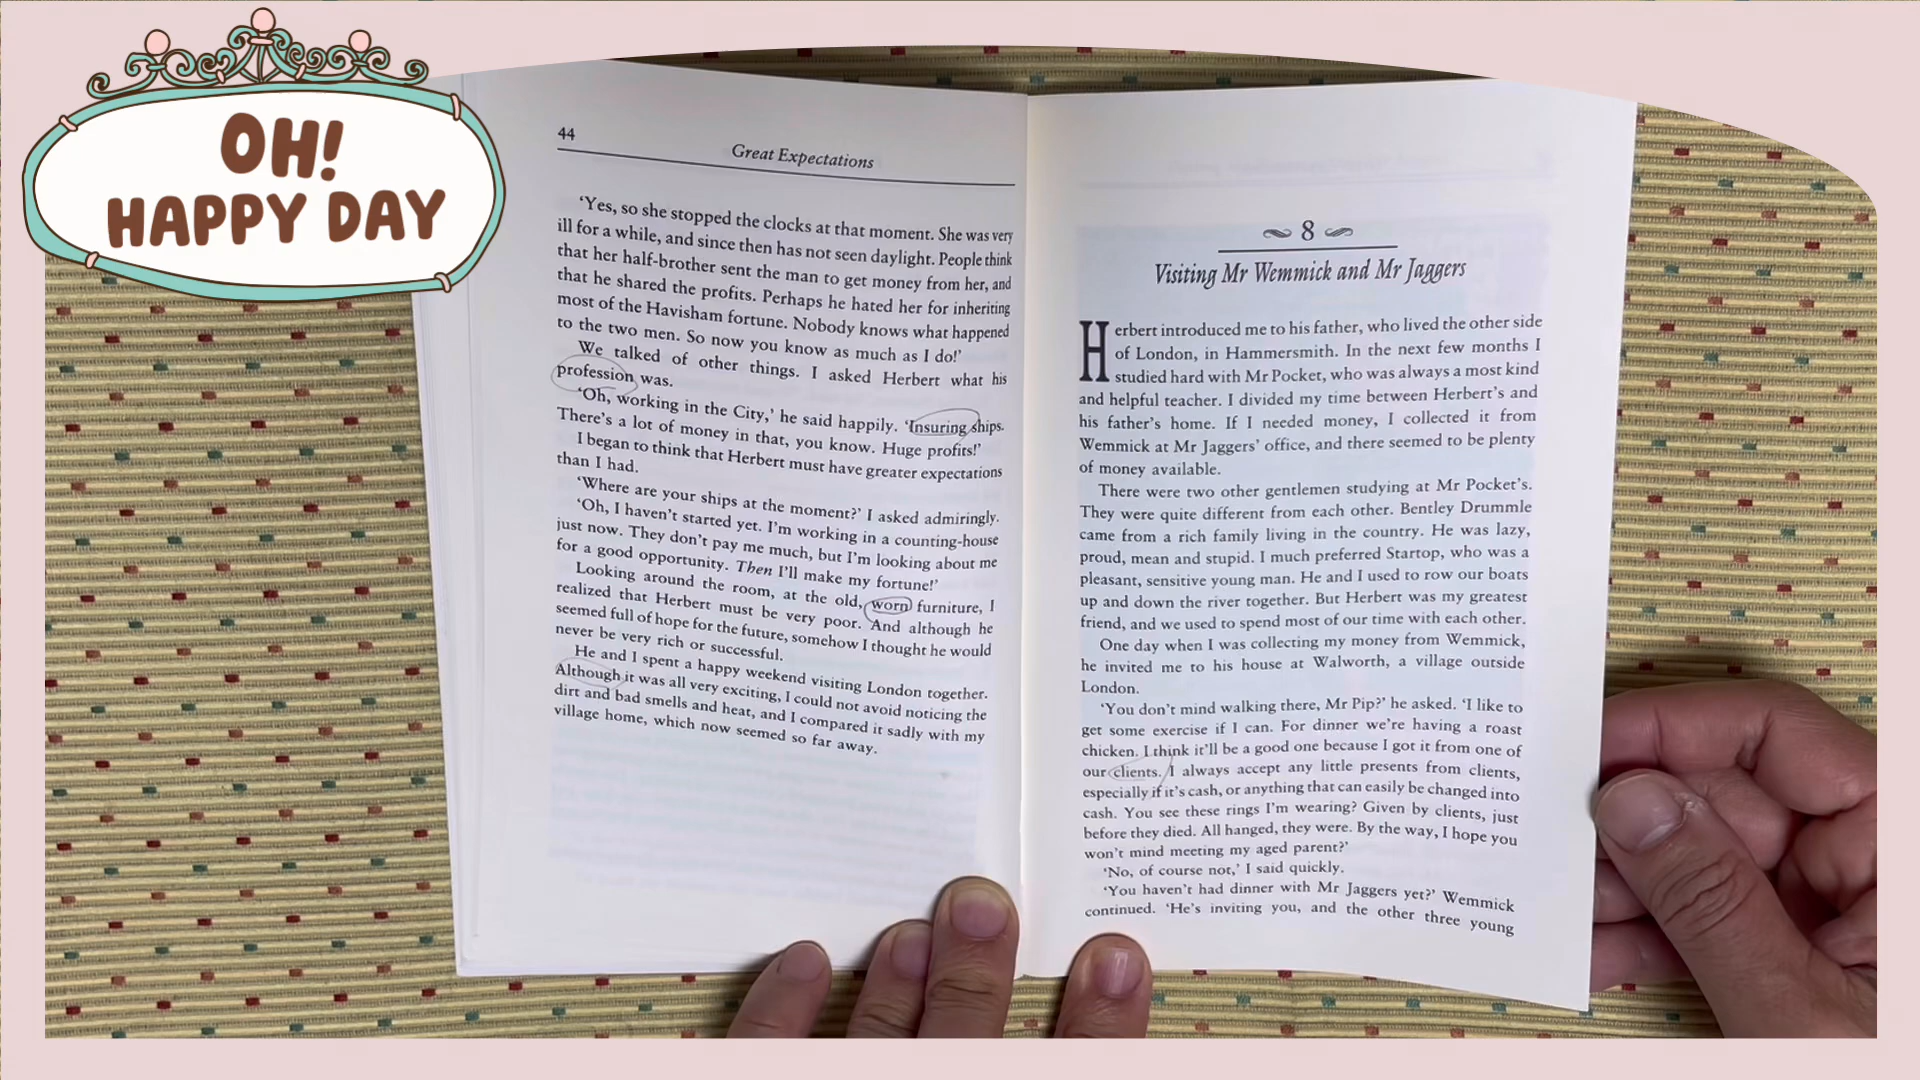 OH!
HAPPY DAY
44
Great Expectations
‘Yes, so she stopped the clocks at that moment. She was very
ill for a while, and since then has not seen daylight. People think
that her half-brother sent the man to get money from her, and
that he shared the profits. Perhaps he hated her for inheriting
most of the Havisham fortune. Nobody knows what happened
to the two men. So now you know as much as I do!’
We talked of other things. I asked Herbert what his
profession was.
‘Oh, working in the City,’ he said happily. ‘Insuring ships.
There’s a lot of money in that, you know. Huge profits!’
I began to think that Herbert must have greater expectations
than I had.
‘Where are your ships at the moment?’ I asked admiringly.
‘Oh, I haven’t started yet. I’m working in a counting-house
just now. They don’t pay me much, but I’m looking about me
for a good opportunity. Then I’ll make my fortune!’
Looking around the room, at the old, worn furniture, I
realized that Herbert must be very poor. And although he
seemed full of hope for the future, somehow I thought he would
never be very rich or successful.
He and I spent a happy weekend visiting London together.
Although it was all very exciting, I could not avoid noticing the
dirt and bad smells and heat, and I compared it sadly with my
village home, which now seemed so far away.
8
Visiting Mr Wemmick and Mr Jaggers
Herbert introduced me to his father, who lived the other side
of London, in Hammersmith. In the next few months I
studied hard with Mr Pocket, who was always a most kind
and helpful teacher. I divided my time between Herbert’s and
his father’s home. If I needed money, I collected it from
Wemmick at Mr Jaggers’ office, and there seemed to be plenty
of money available.
There were two other gentlemen studying at Mr Pocket’s.
They were quite different from each other. Bentley Drummle
came from a rich family living in the country. He was lazy,
proud, mean and stupid. I much preferred Startop, who was a
pleasant, sensitive young man. He and I used to row our boats
up and down the river together. But Herbert was my greatest
friend, and we used to spend most of our time with each other.
One day when I was collecting my money from Wemmick,
he invited me to his house at Walworth, a village outside
London.
‘You don’t mind walking there, Mr Pip?’ he asked. ‘I like to
get some exercise if I can. For dinner we’re having a roast
chicken. I think it’ll be a good one because I got it from one of
our clients. I always accept any little presents from clients,
especially if it’s cash, or anything that can easily be changed into
cash. You see these rings I’m wearing? Given by clients, just
before they died. All hanged, they were. By the way, I hope you
won’t mind meeting my aged parent?’
‘No, of course not,’ I said quickly.
‘You haven’t had dinner with Mr Jaggers yet?’ Wemmick
continued. ‘He’s inviting you, and the other three young